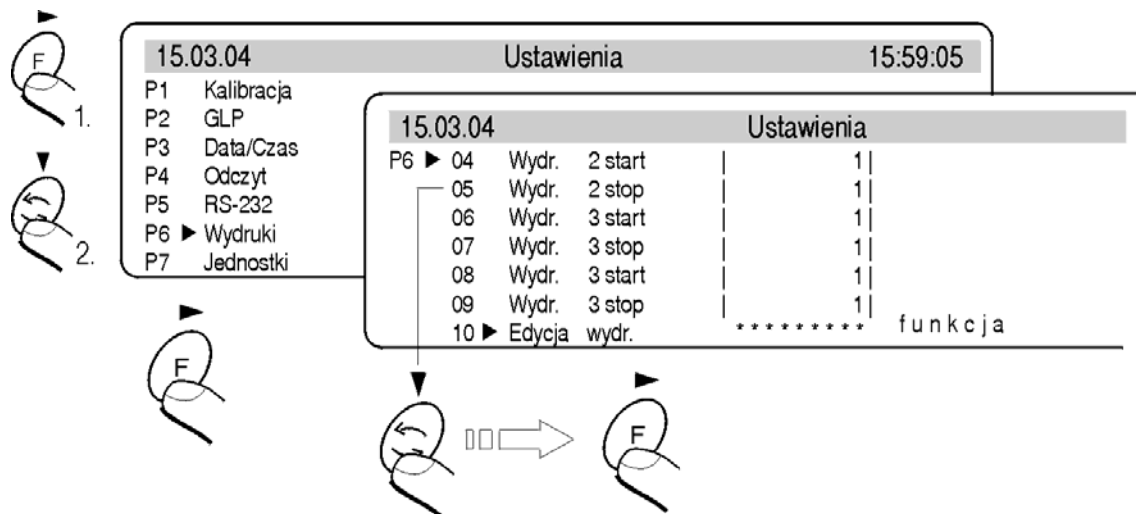 F
1.
2.
15.03.04 Ustawienia 15:59:05
P1 Kalibracja
P2 GLP
P3 Data/Czas
P4 Odczyt
P5 RS-232
P6 ► Wydruki
P7 Jednostki
15.03.04 Ustawienia
P6 ► 04 Wydr. 2 start | 1 |
05 Wydr. 2 stop | 1 |
06 Wydr. 3 start | 1 |
07 Wydr. 3 stop | 1 |
08 Wydr. 3 start | 1 |
09 Wydr. 3 stop | 1 |
10 ► Edycja wydr. * * * * * * * * * funkcja
F
F